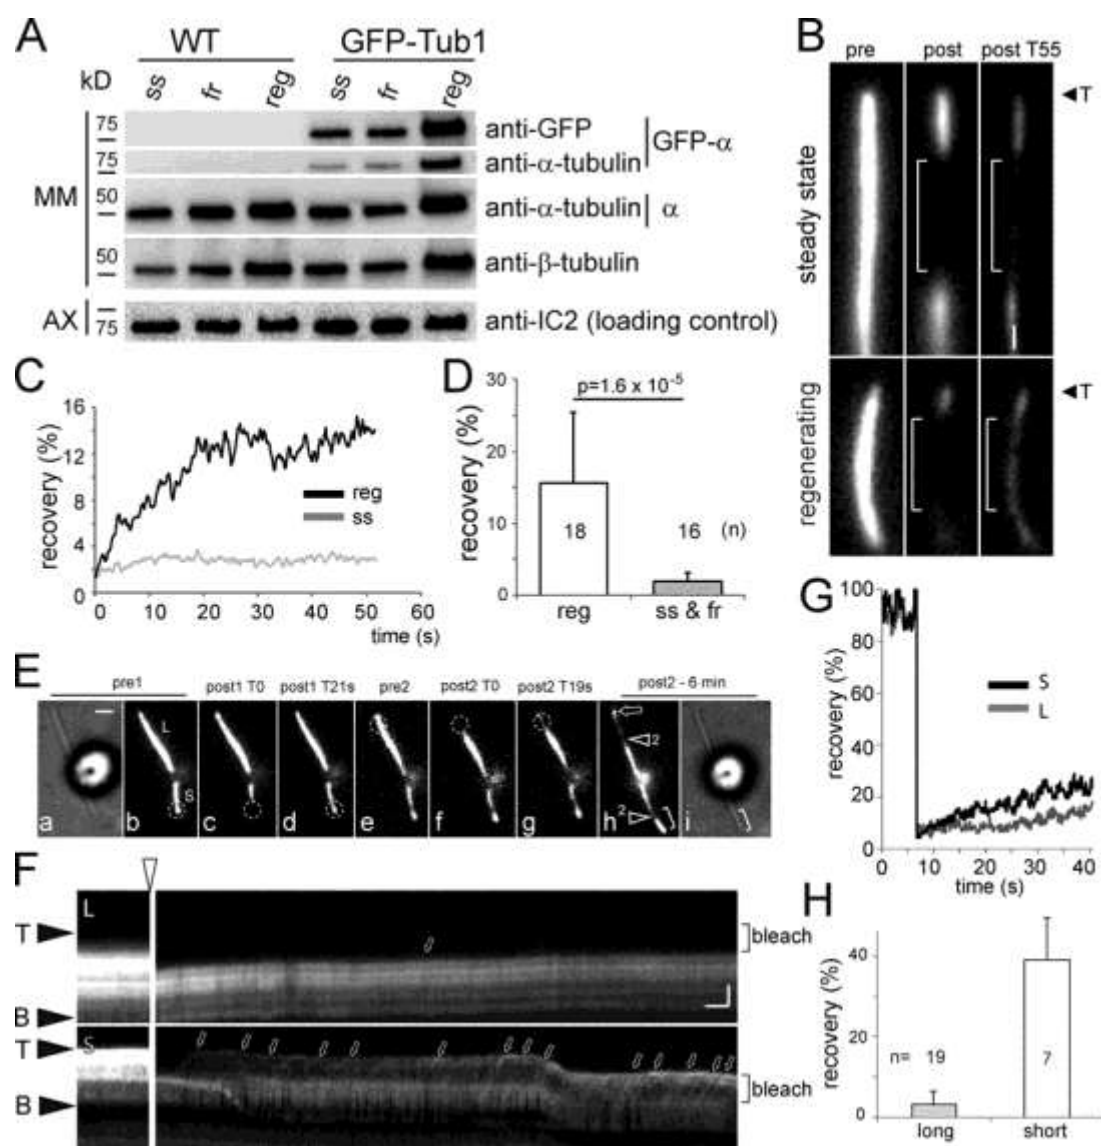 A
WT GFP-Tub1
kD ss fr reg ss fr reg
75 anti-GFP
GFP-α
75 anti-α-tubulin
MM
50 anti-α-tubulin α
50 anti-β-tubulin
AX 75 anti-IC2 (loading control)
B
pre post post T55
T
steady state
T
regenerating
C
16
12
8
4
0
recovery (%)
reg
ss
0 10 20 30 40 50 60
time (s)
D
p=1.6 x 10-5
30
20
10
0
recovery (%)
18 16 (n)
reg ss & fr
E
pre1 post1 T0 post1 T21s pre2 post2 T0 post2 T19s post2 - 6 min
L
S
2
2
a b c d e f g h i
F
L
T
bleach
B
S
T
bleach
B
G
100
80
60
40
20
0
recovery (%)
S
L
0 10 20 30 40
time (s)
H
40
20
0
recovery (%)
n= 19 7
long short